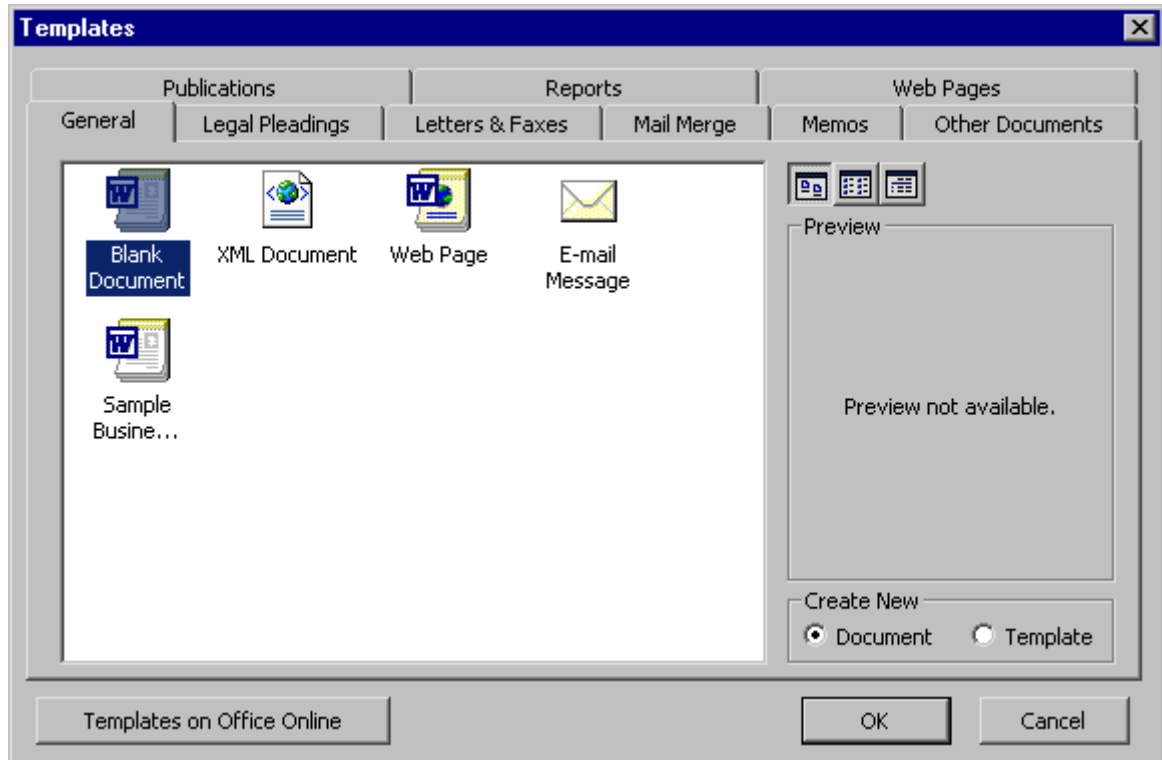 Templates
Publications Reports Web Pages
General Legal Pleadings Letters & Faxes Mail Merge Memos Other Documents
Blank
Document
XML Document
Web Page
E-mail
Message
Sample
Busine...
Preview
Preview not available.
Create New
Document Template
Templates on Office Online OK Cancel